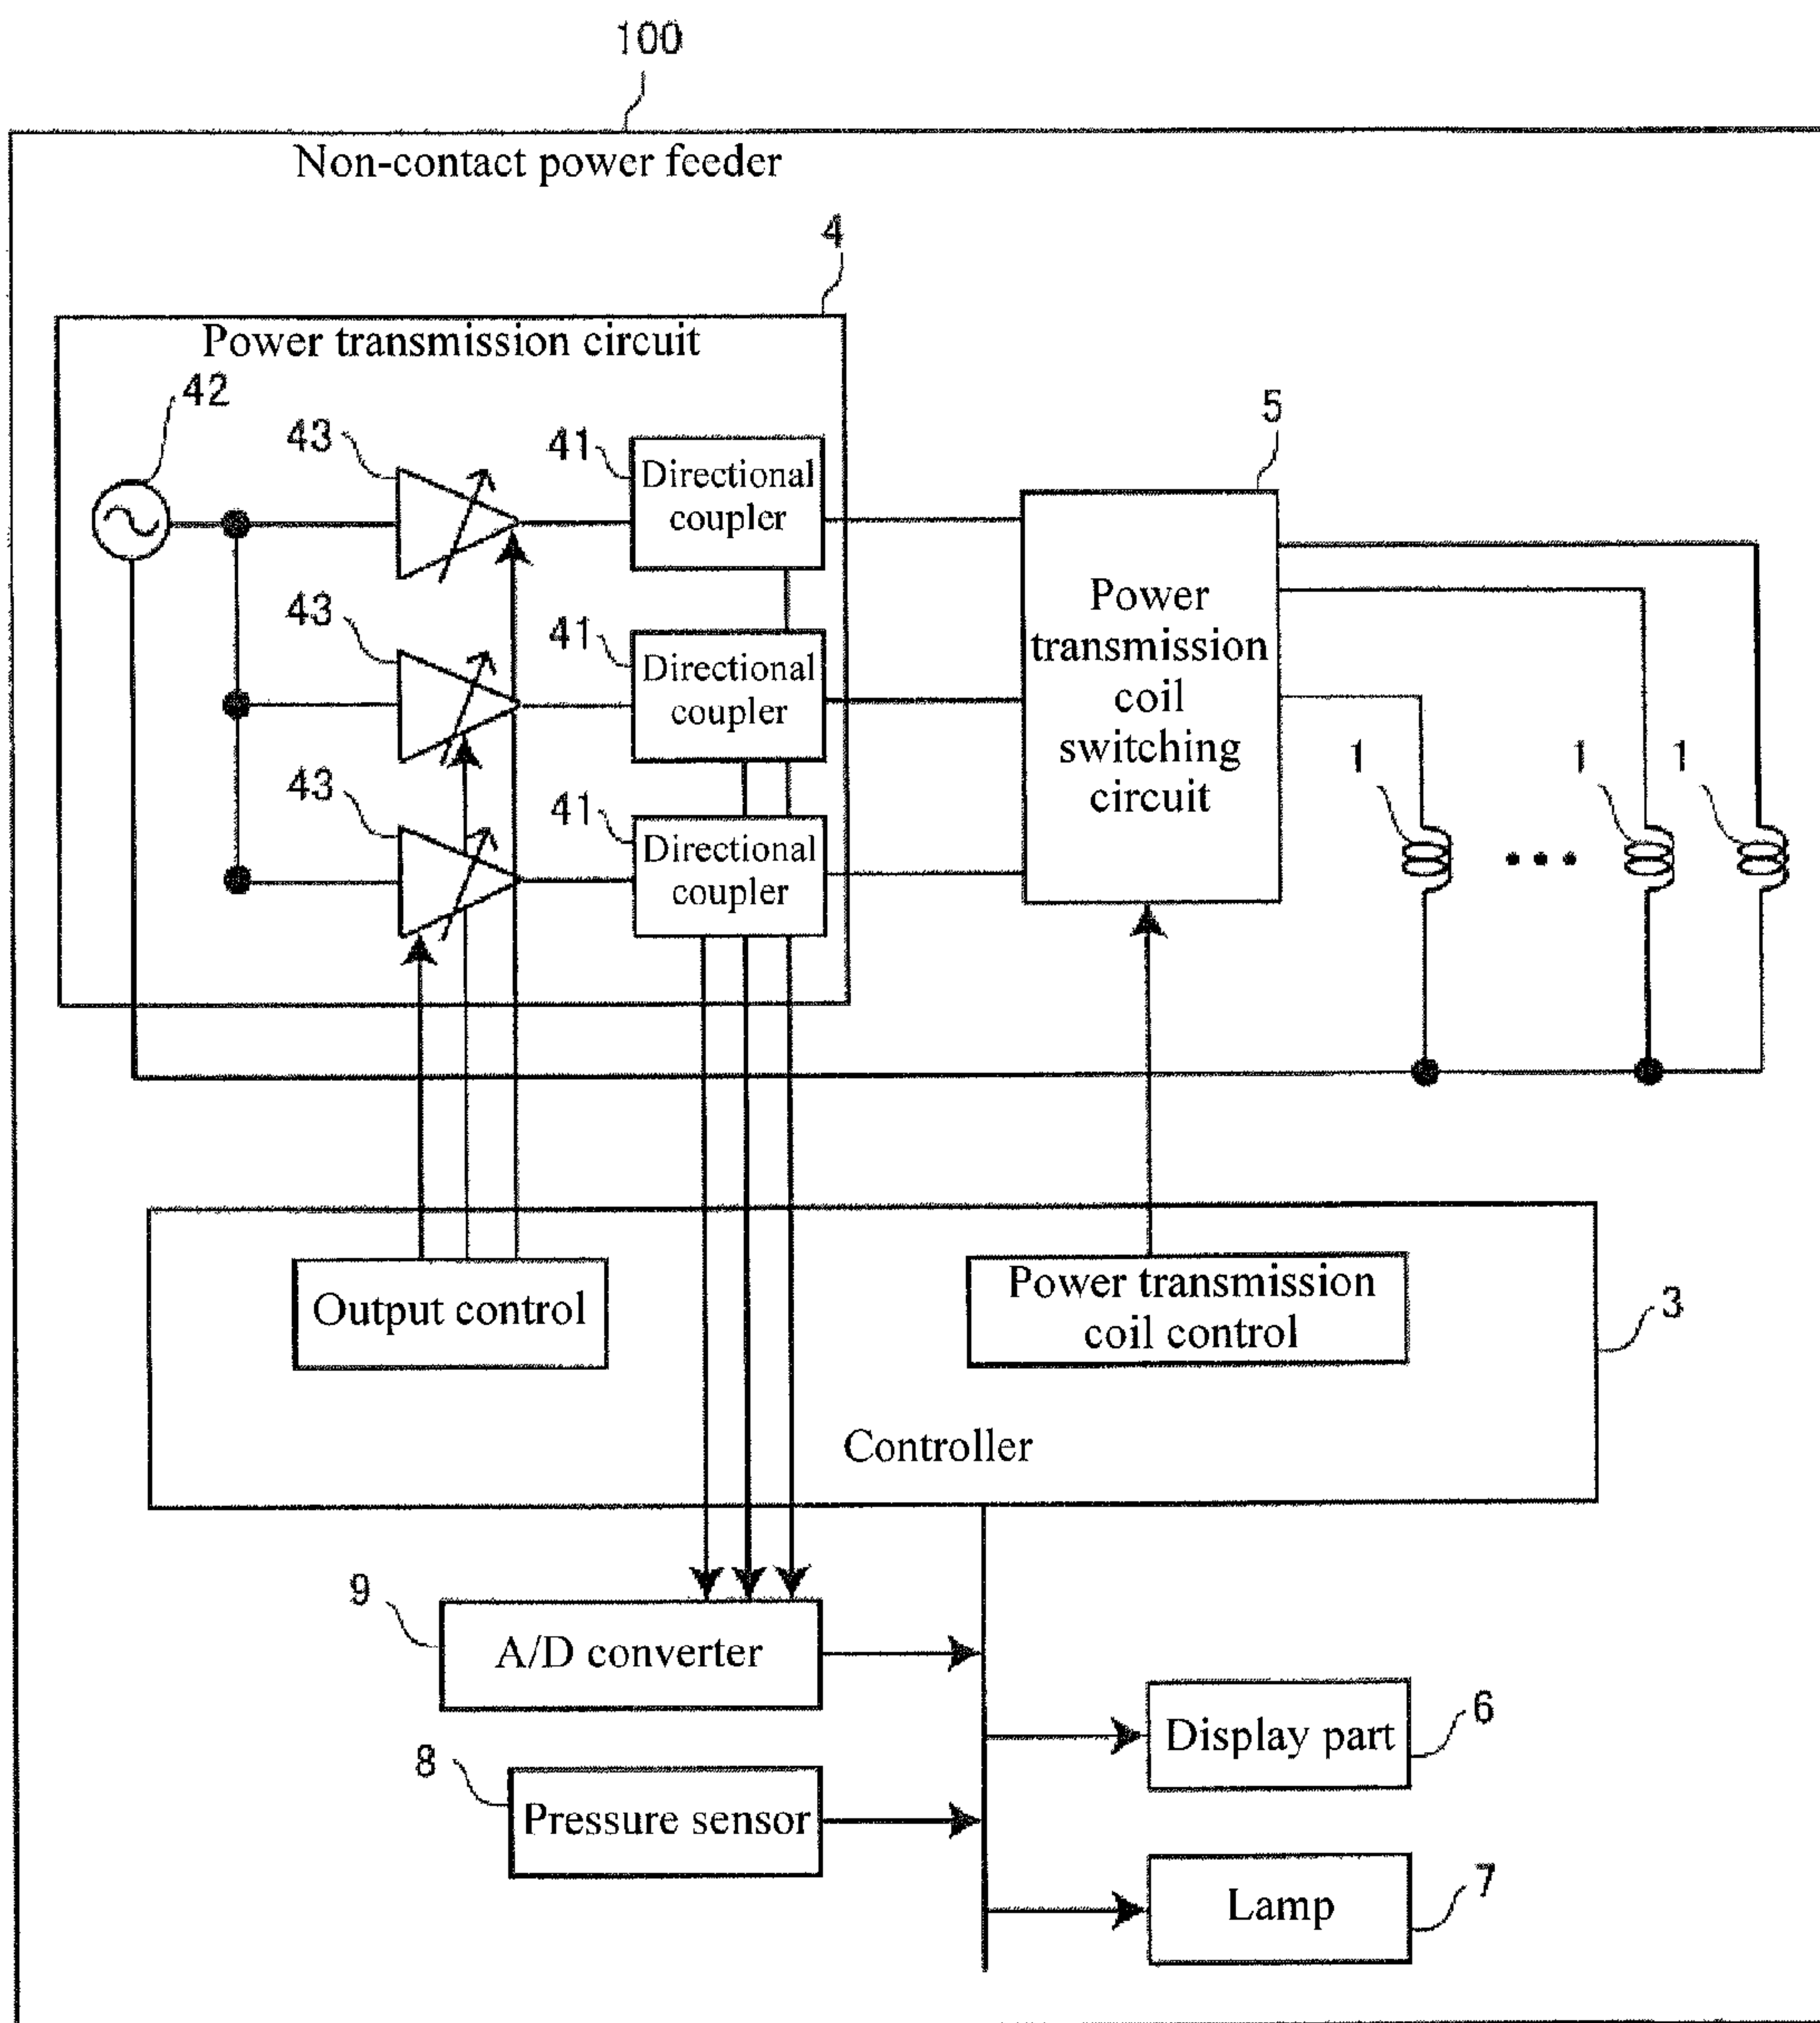 100
Non-contact power feeder
4
Power transmission circuit
42
43
41
Directional
coupler
5
43
41
Directional
coupler
Power
transmission
coil
switching
circuit
43
41
Directional
coupler
1
1
1
Output control
Power transmission
coil control
3
Controller
9
A/D converter
8
Pressure sensor
Display part
6
Lamp
7